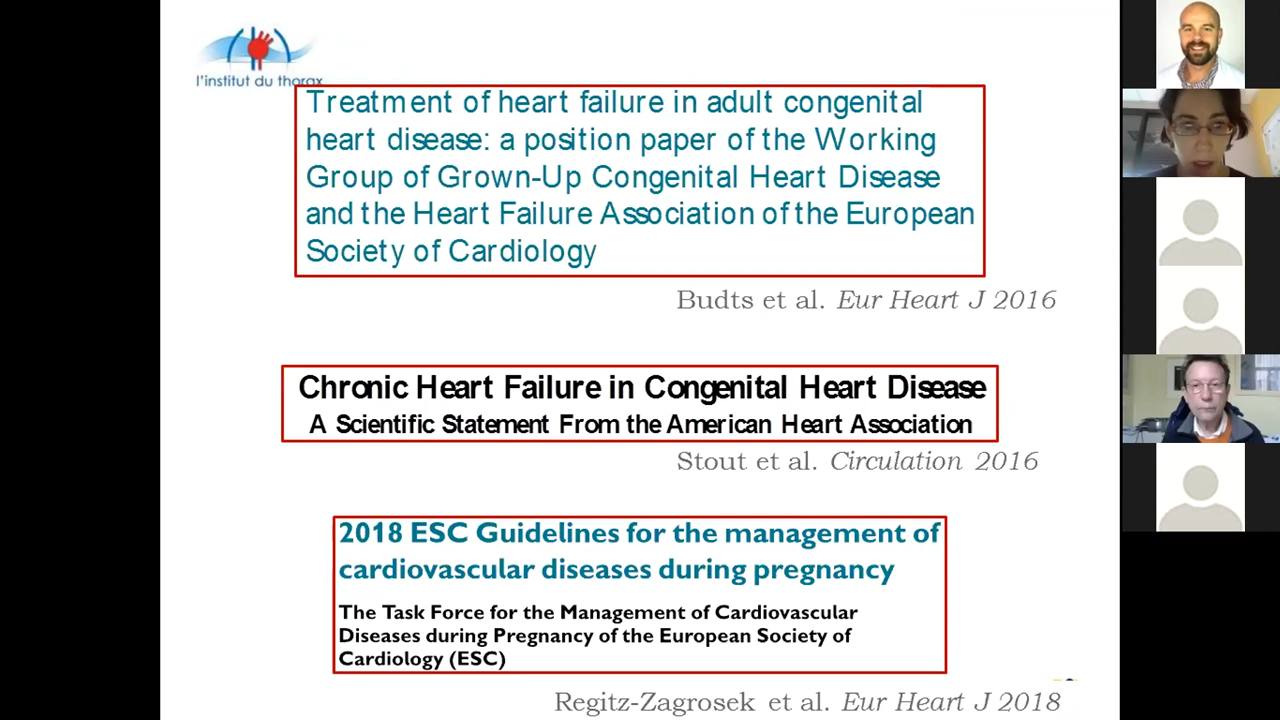 l'institut du thorax
Treatment of heart failure in adult congenital
heart disease: a position paper of the Working
Group of Grown-Up Congenital Heart Disease
and the Heart Failure Association of the European
Society of Cardiology
Budts et al. Eur Heart J 2016
Chronic Heart Failure in Congenital Heart Disease
A Scientific Statement From the American Heart Association
Stout et al. Circulation 2016
2018 ESC Guidelines for the management of
cardiovascular diseases during pregnancy
The Task Force for the Management of Cardiovascular
Diseases during Pregnancy of the European Society of
Cardiology (ESC)
Regitz-Zagrosek et al. Eur Heart J 2018